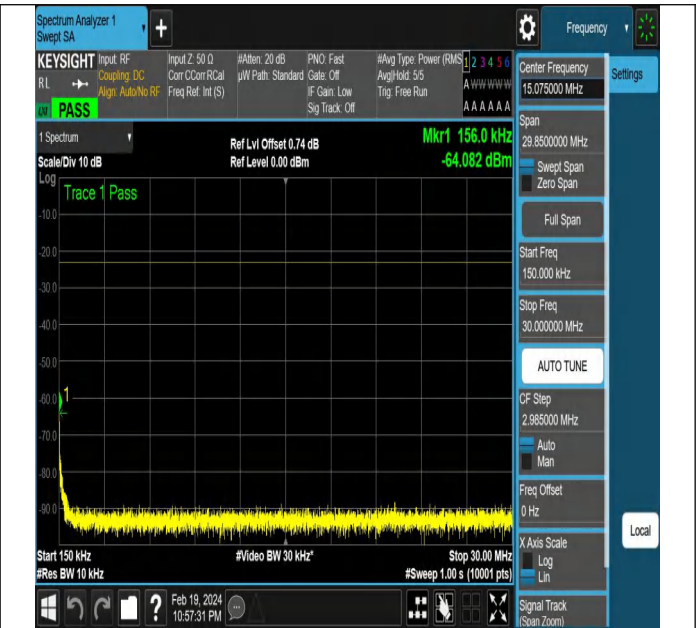 Spectrum Analyzer 1
Swept SA
+
Frequency
KEYSIGHT
Input: RF
Coupling: DC
Align: Auto/No RF
Input Z: 50 Ω
Corr CCorr RCal
Freq Ref: Int (S)
#Atten: 20 dB
µW Path: Standard
PNO: Fast
Gate: Off
IF Gain: Low
Sig Track: Off
#Avg Type: Power (RMS
Avg|Hold: 5/5
Trig: Free Run
1 2 3 4 5 6
A W W W W W
A A A A A A
RL
PASS
1 Spectrum
Scale/Div 10 dB
Ref Lvl Offset 0.74 dB
Ref Level 0.00 dBm
Mkr1 156.0 kHz
-64.082 dBm
Log
Trace 1 Pass
-10.0
-20.0
-30.0
-40.0
-50.0
-60.0
1
-70.0
-80.0
-90.0
Start 150 kHz
#Res BW 10 kHz
#Video BW 30 kHz*
Stop 30.00 MHz
#Sweep 1.00 s (10001 pts)
?
Feb 19, 2024
10:57:31 PM
Center Frequency
15.075000 MHz
Settings
Span
29.8500000 MHz
Swept Span
Zero Span
Full Span
Start Freq
150.000 kHz
Stop Freq
30.000000 MHz
AUTO TUNE
CF Step
2.985000 MHz
Auto
Man
Freq Offset
0 Hz
X Axis Scale
Log
Lin
Local
Signal Track
(Span Zoom)